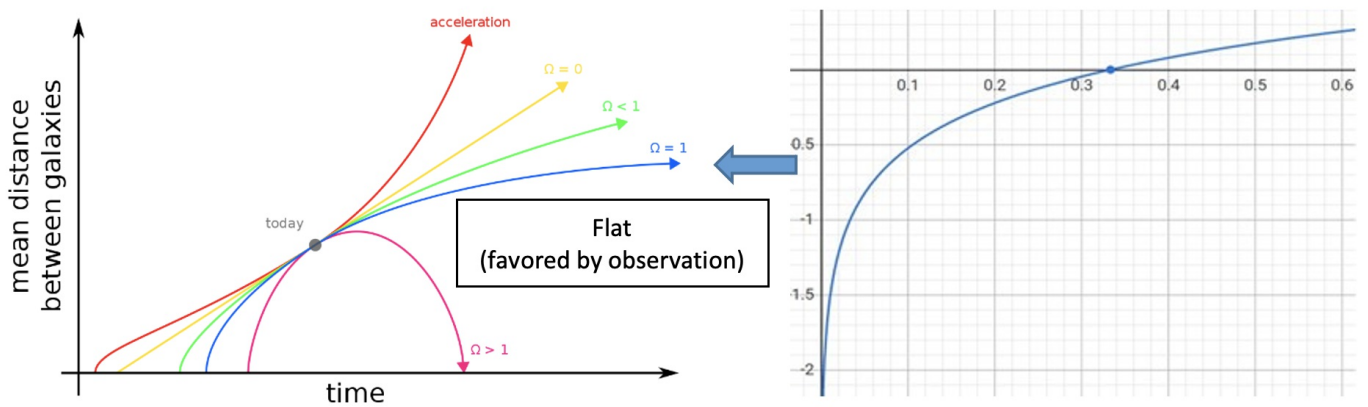 mean distance
between galaxies
acceleration
Ω = 0
Ω < 1
Ω = 1
today
Ω > 1
time
Flat
(favored by observation)
0.1 0.2 0.3 0.4 0.5 0.6
0.5
-1
-1.5
-2